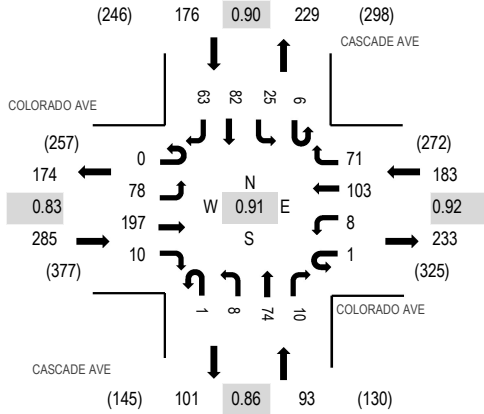 (246) 176 0.90 229 (298)
CASCADE AVE
COLORADO AVE
63 82 25 6
(257) (272)
0 71
174 183
78 N 103
0.83 W 0.91 E 0.92
197 8
285 S 233
10 1
(377) (325)
1 8 74 10
COLORADO AVE
CASCADE AVE
(145) 101 0.86 93 (130)